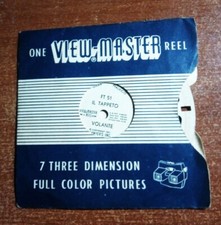 ONE VIEW-MASTER REEL
FT 51
IL TAPPETO
VOLANTE
7 THREE DIMENSION
FULL COLOR PICTURES